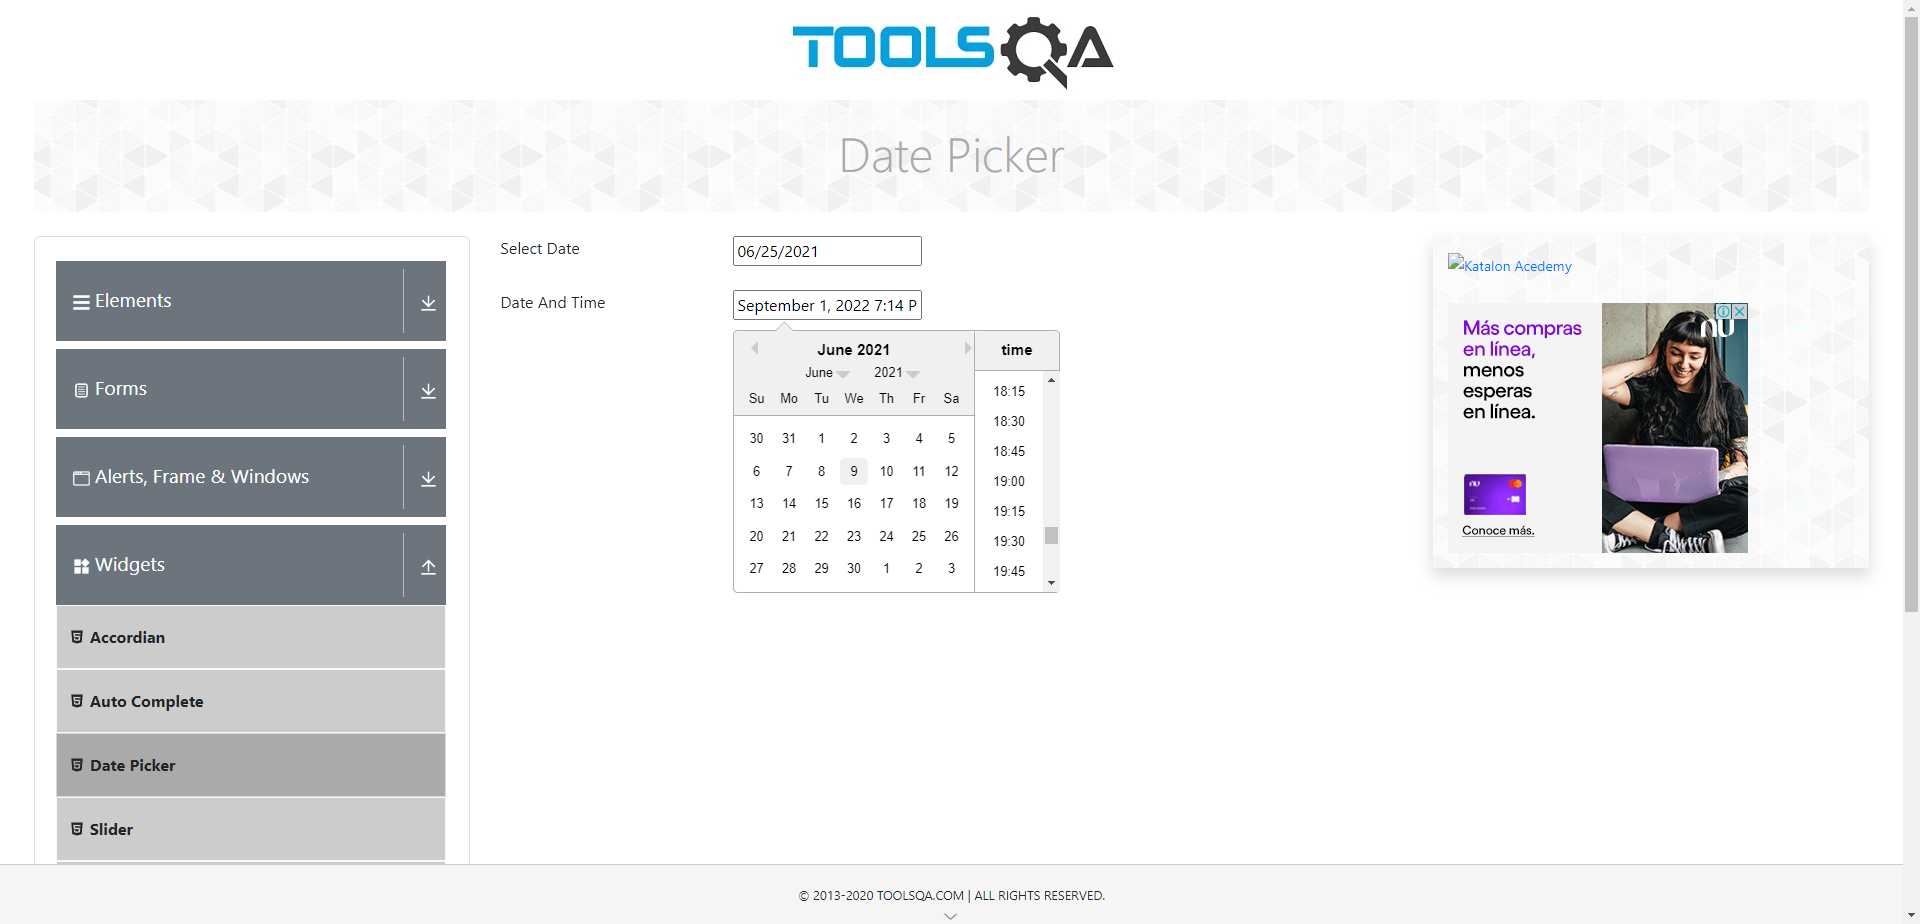 TOOLSQA
Date Picker
Elements
Forms
Alerts, Frame & Windows
Widgets
Accordian
Auto Complete
Date Picker
Slider
Select Date
06/25/2021
Date And Time
September 1, 2022 7:14 P
June 2021
June
2021
Su Mo Tu We Th Fr Sa
30 31 1 2 3 4 5
6 7 8 9 10 11 12
13 14 15 16 17 18 19
20 21 22 23 24 25 26
27 28 29 30 1 2 3
time
18:15
18:30
18:45
19:00
19:15
19:30
19:45
Katalon Acedemy
Más compras
en línea,
menos
esperas
en línea.
nu
nu
Conoce más.
© 2013-2020 TOOLSQA.COM | ALL RIGHTS RESERVED.